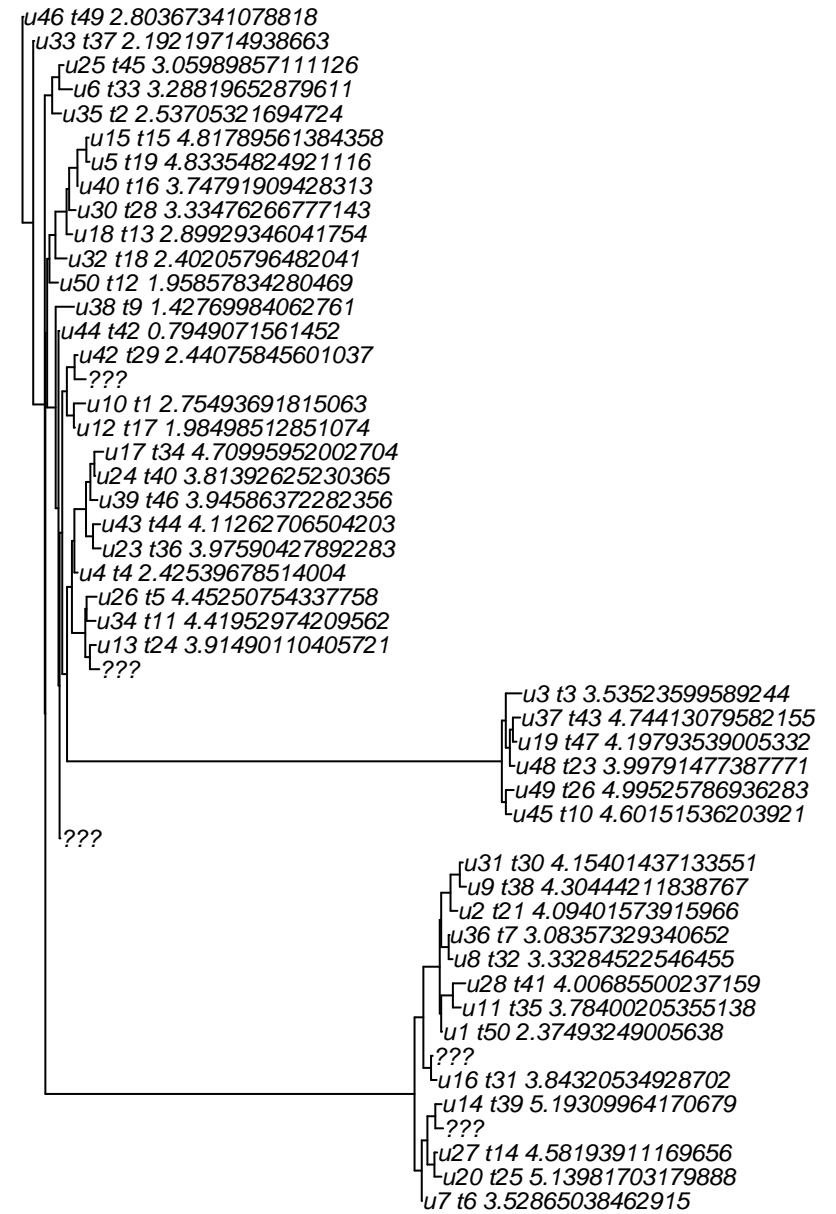 u46 t49 2.80367341078818
u33 t37 2.19219714938663
u25 t45 3.05989857111126
u6 t33 3.28819652879611
u35 t2 2.53705321694724
u15 t15 4.81789561384358
u5 t19 4.83354824921116
u40 t16 3.74791909428313
u30 t28 3.33476266777143
u18 t13 2.89929346041754
u32 t18 2.40205796482041
u50 t12 1.95857834280469
u38 t9 1.42769984062761
u44 t42 0.7949071561452
u42 t29 2.44075845601037
???
u10 t1 2.75493691815063
u12 t17 1.98498512851074
u17 t34 4.70995952002704
u24 t40 3.81392625230365
u39 t46 3.94586372282356
u43 t44 4.11262706504203
u23 t36 3.97590427892283
u4 t4 2.42539678514004
u26 t5 4.45250754337758
u34 t11 4.41952974209562
u13 t24 3.91490110405721
???
u3 t3 3.53523599589244
u37 t43 4.74413079582155
u19 t47 4.19793539005332
u48 t23 3.99791477387771
u49 t26 4.99525786936283
u45 t10 4.60151536203921
???
u31 t30 4.15401437133551
u9 t38 4.30444211838767
u2 t21 4.09401573915966
u36 t7 3.08357329340652
u8 t32 3.33284522546455
u28 t41 4.00685500237159
u11 t35 3.78400205355138
u1 t50 2.37493249005638
???
u16 t31 3.84320534928702
u14 t39 5.19309964170679
???
u27 t14 4.58193911169656
u20 t25 5.13981703179888
u7 t6 3.52865038462915